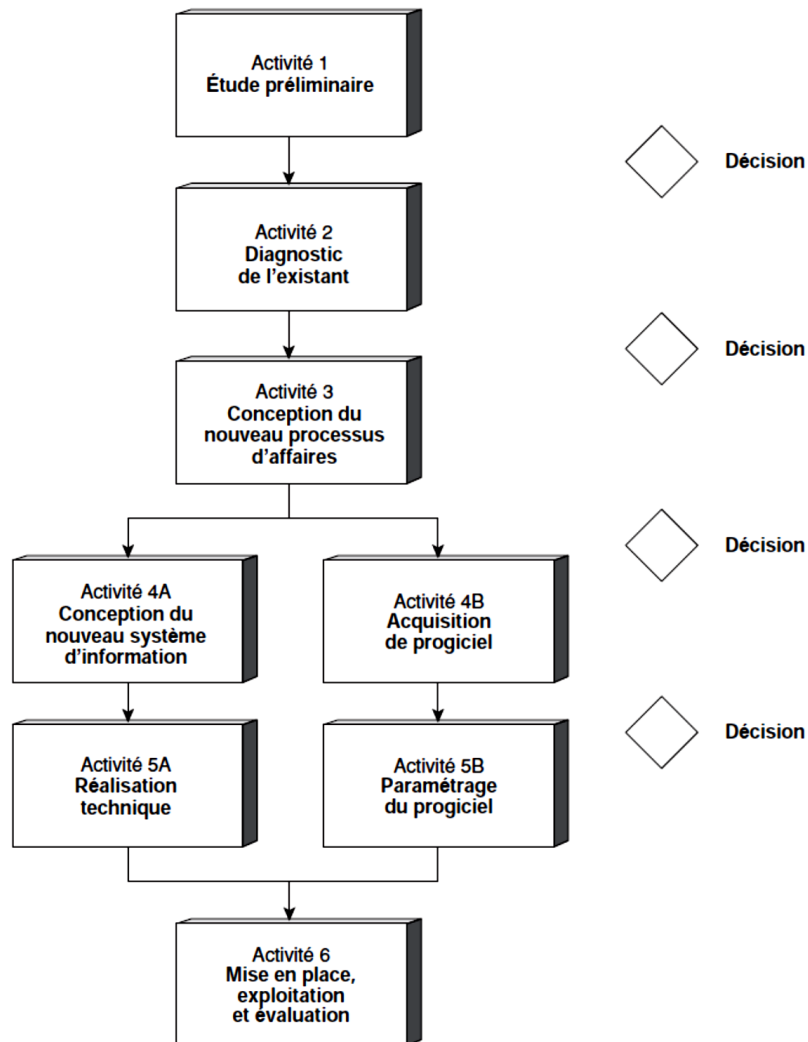 Activité 1
Étude préliminaire
Décision
Activité 2
Diagnostic
de l'existant
Décision
Activité 3
Conception du
nouveau processus
d'affaires
Décision
Activité 4A
Conception du
nouveau système
d'information
Activité 4B
Acquisition
de progiciel
Décision
Activité 5A
Réalisation
technique
Activité 5B
Paramétrage
du progiciel
Activité 6
Mise en place,
exploitation
et évaluation